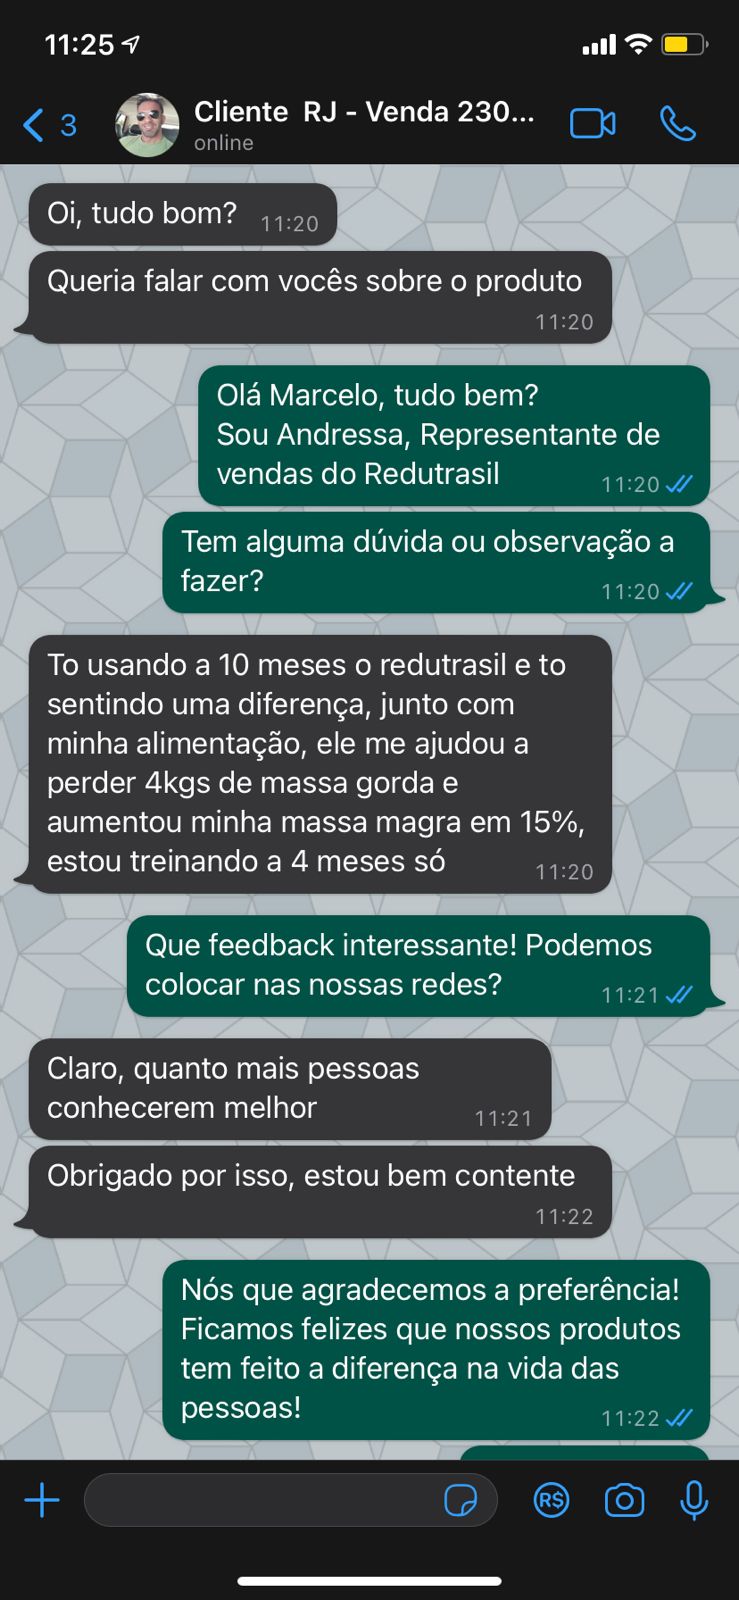 11:25
3
Cliente RJ - Venda 230...
online
Oi, tudo bom?
11:20
Queria falar com vocês sobre o produto
11:20
Olá Marcelo, tudo bem?
Sou Andressa, Representante de
vendas do Redutrasil
11:20
Tem alguma dúvida ou observação a
fazer?
11:20
To usando a 10 meses o redutrasil e to
sentindo uma diferença, junto com
minha alimentação, ele me ajudou a
perder 4kgs de massa gorda e
aumentou minha massa magra em 15%,
estou treinando a 4 meses só
11:20
Que feedback interessante! Podemos
colocar nas nossas redes?
11:21
Claro, quanto mais pessoas
conhecerem melhor
11:21
Obrigado por isso, estou bem contente
11:22
Nós que agradecemos a preferência!
Ficamos felizes que nossos produtos
tem feito a diferença na vida das
pessoas!
11:22
R$